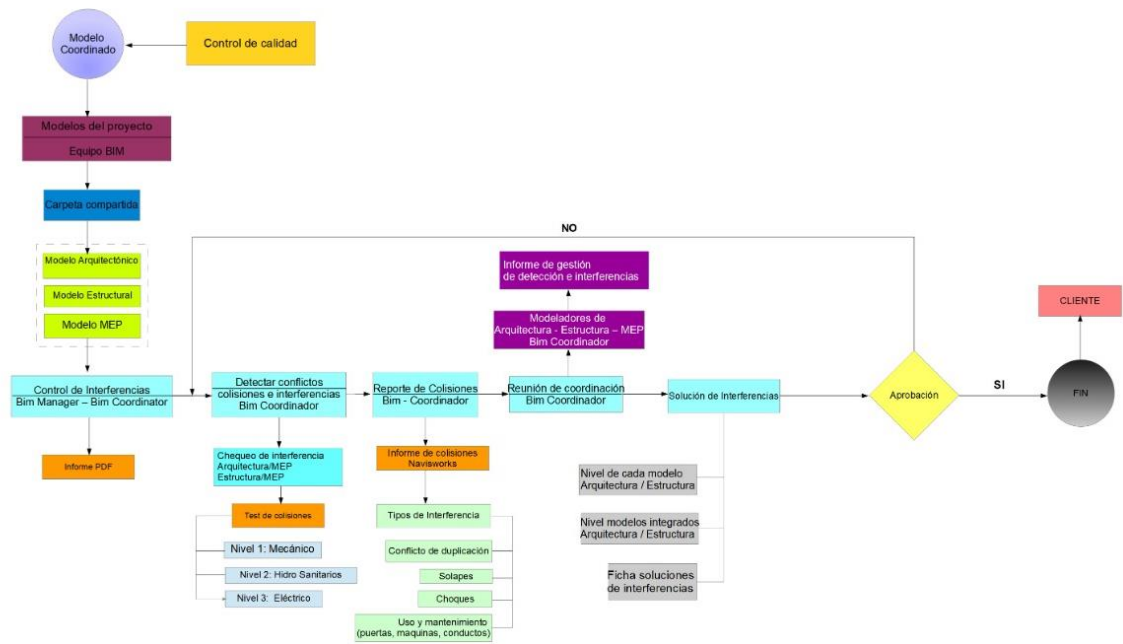 Modelo
Coordinado
Control de calidad
Modelos del proyecto
Equipo BIM
Carpeta compartida
Modelo Arquitectónico
Modelo Estructural
Modelo MEP
Control de Interferencias
Bim Manager – Bim Coordinator
Informe PDF
NO
Detectar conflictos
colisiones e interferencias
Bim Coordinador
Chequeo de interferencia
Arquitectura/MEP
Estructura/MEP
Test de colisiones
Nivel 1: Mecánico
Nivel 2: Hidro Sanitarios
Nivel 3: Eléctrico
Reporte de Colisiones
Bim - Coordinador
Informe de colisiones
Navisworks
Tipos de Interferencia
Conflicto de duplicación
Solapes
Choques
Uso y mantenimiento
(puertas, maquinas, conductos)
Informe de gestión
de detección e interferencias
Modeladores de
Arquitectura - Estructura – MEP
Bim Coordinador
Reunión de coordinación
Bim Coordinador
Solución de Interferencias
Nivel de cada modelo
Arquitectura / Estructura
Nivel modelos integrados
Arquitectura / Estructura
Ficha soluciones
de interferencias
Aprobación
SI
FIN
CLIENTE